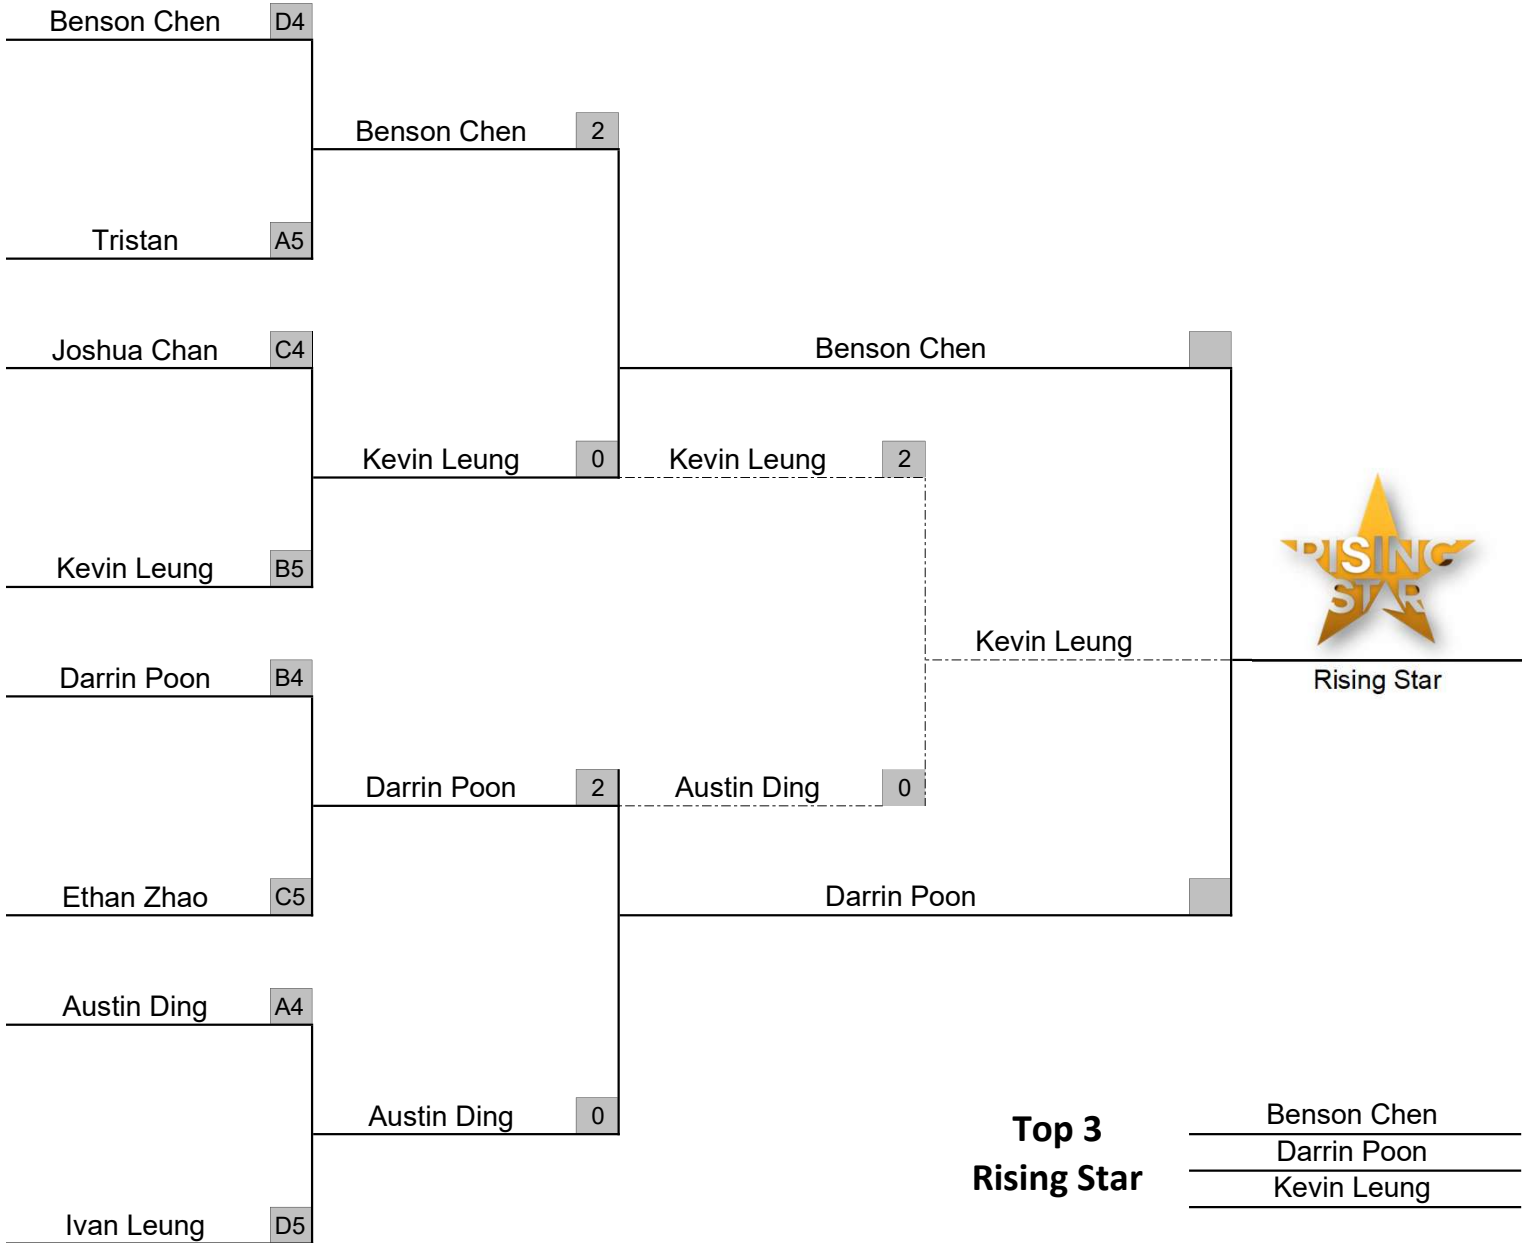 Benson Chen D4
Benson Chen 2
Tristan A5
Joshua Chan C4
Benson Chen
Kevin Leung 0
Kevin Leung 2
Kevin Leung B5
RISING
STAR
Kevin Leung
Darrin Poon B4
Rising Star
Darrin Poon 2
Austin Ding 0
Ethan Zhao C5
Darrin Poon
Austin Ding A4
Austin Ding 0
Top 3
Rising Star
Benson Chen
Darrin Poon
Kevin Leung
Ivan Leung D5